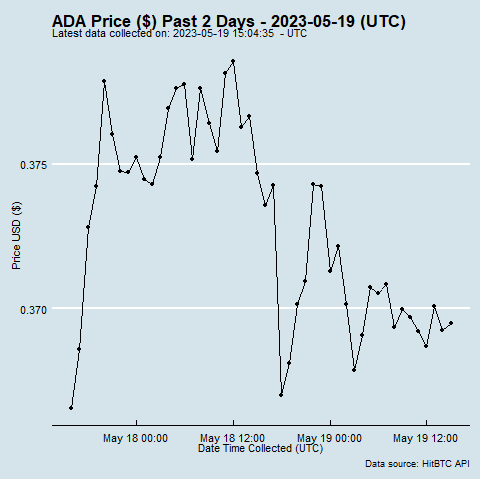 ADA Price ($) Past 2 Days - 2023-05-19 (UTC)
Latest data collected on: 2023-05-19 15:04:35 - UTC
0.375
0.370
Price USD ($)
May 18 00:00 May 18 12:00 May 19 00:00 May 19 12:00
Date Time Collected (UTC)
Data source: HitBTC API